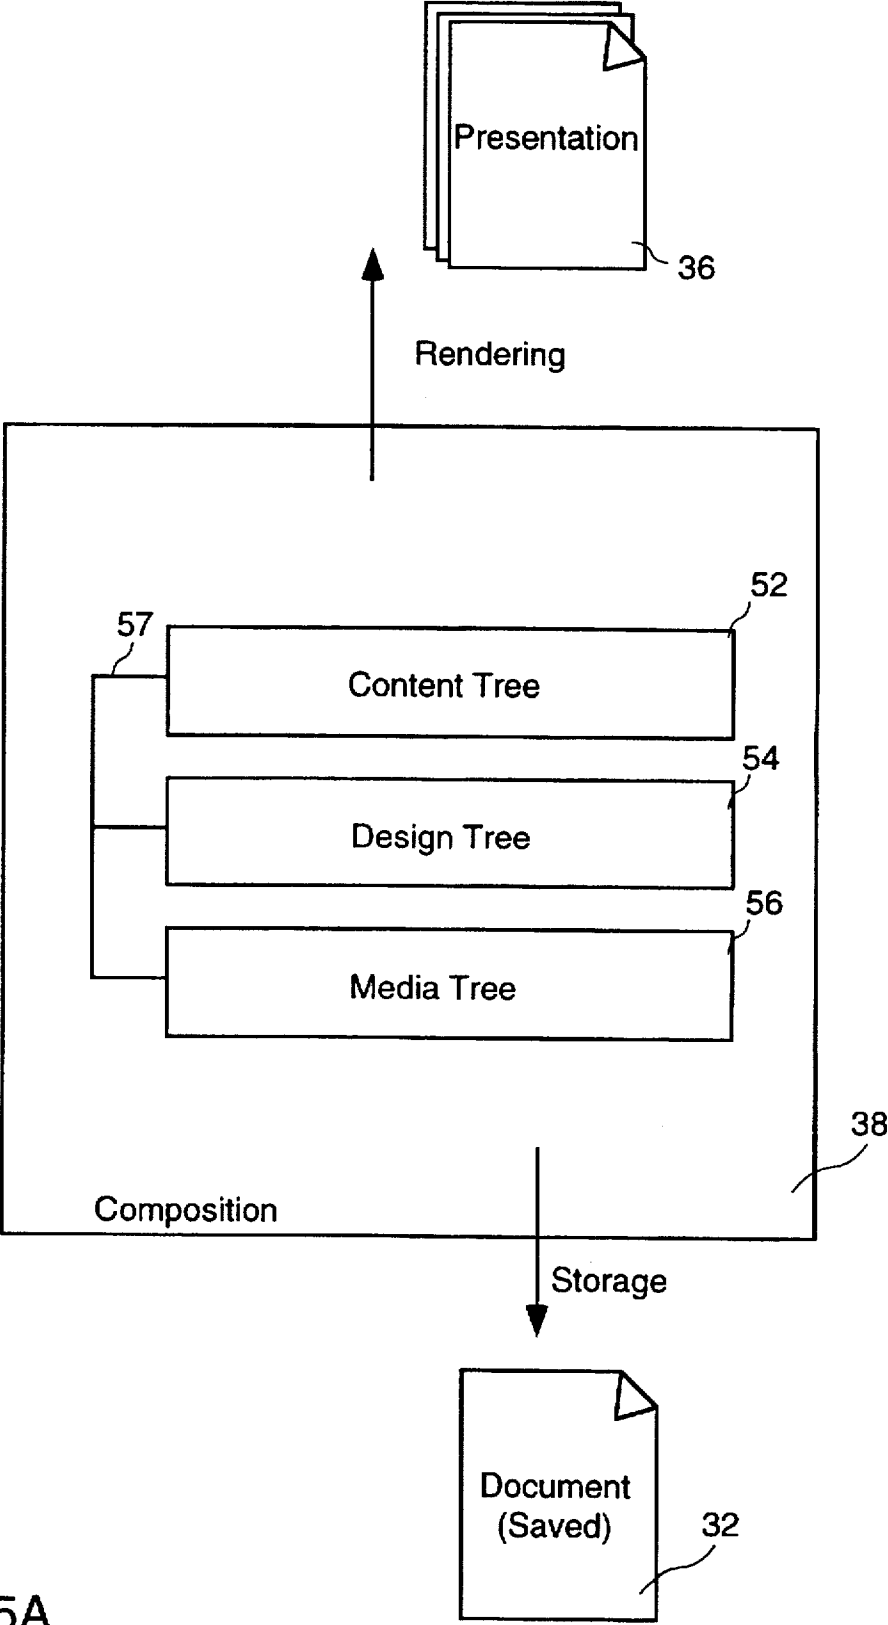 Presentation
36
Rendering
52
57
Content Tree
54
Design Tree
56
Media Tree
38
Composition
Storage
Document
(Saved)
32
5A